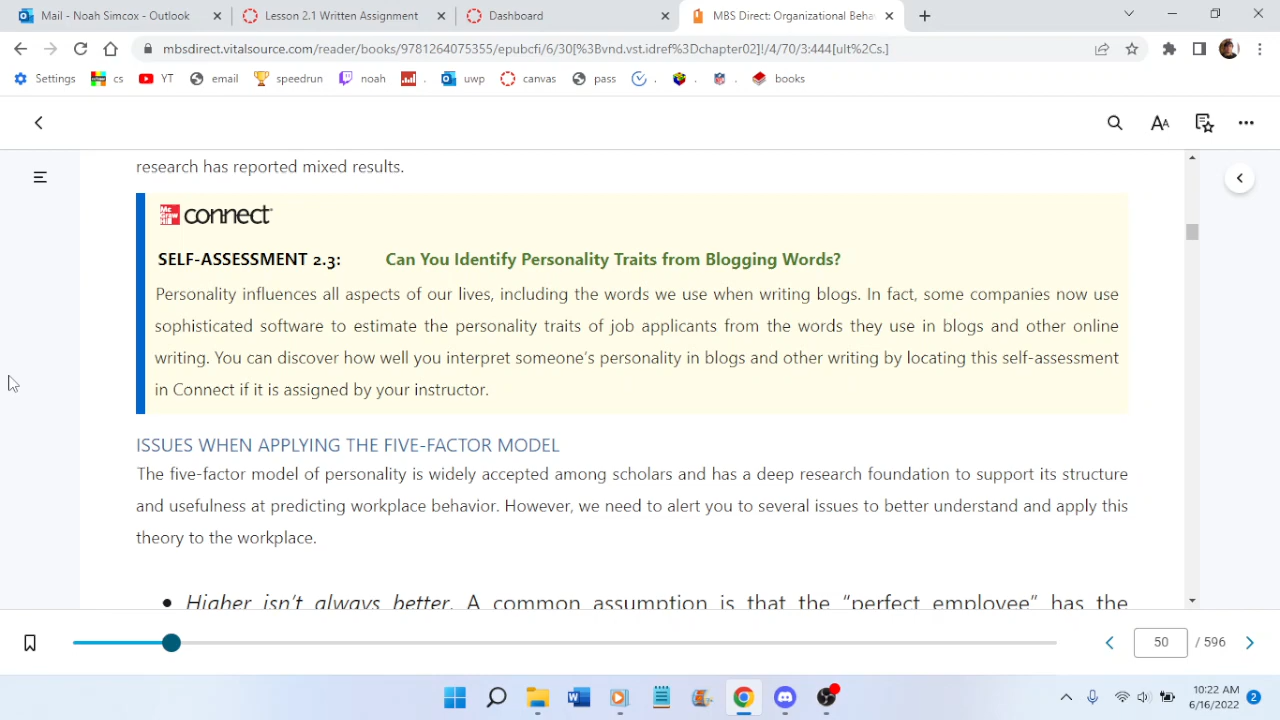 Mail - Noah Simcox - Outlook
Lesson 2.1 Written Assignment
Dashboard
MBS Direct: Organizational Beha
mbsdirect.vitalsource.com/reader/books/9781264075355/epubcfi/6/30[%3Bvnd.vst.idref%3Dchapter02]!/4/70/3:444[ult%2Cs.]
Settings
cs
YT
email
speedrun
noah
.
uwp
canvas
pass
.
.
.
books
AA
research has reported mixed results.
Mc Graw Hill connect
SELF-ASSESSMENT 2.3: Can You Identify Personality Traits from Blogging Words?
Personality influences all aspects of our lives, including the words we use when writing blogs. In fact, some companies now use
sophisticated software to estimate the personality traits of job applicants from the words they use in blogs and other online
writing. You can discover how well you interpret someone's personality in blogs and other writing by locating this self-assessment
in Connect if it is assigned by your instructor.
ISSUES WHEN APPLYING THE FIVE-FACTOR MODEL
The five-factor model of personality is widely accepted among scholars and has a deep research foundation to support its structure
and usefulness at predicting workplace behavior. However, we need to alert you to several issues to better understand and apply this
theory to the workplace.
• Higher isn't always better. A common assumption is that the “perfect employee” has the
50 / 596
10:22 AM
6/16/2022
2